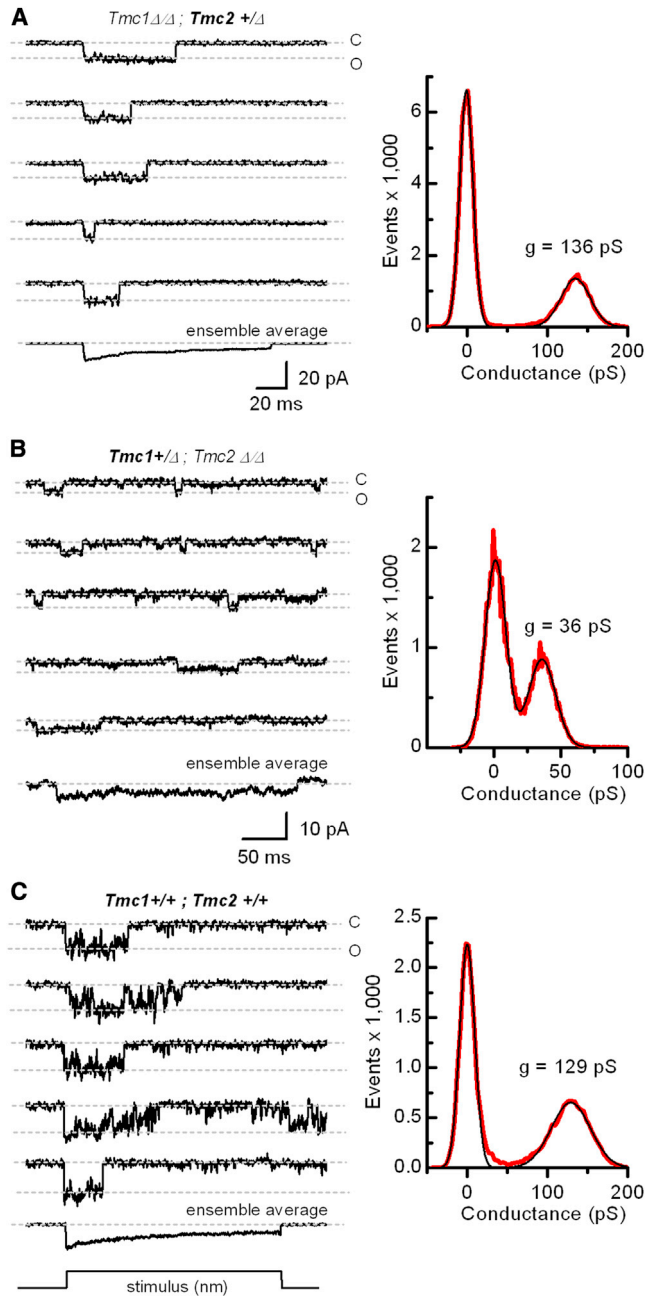 A
Tmc1Δ/Δ ; Tmc2 +/Δ
C
O
ensemble average
20 pA
20 ms
Events x 1,000
6
4
2
0
g = 136 pS
0 100 200
Conductance (pS)
B
Tmc1+/Δ ; Tmc2 Δ/Δ
C
O
ensemble average
10 pA
50 ms
Events x 1,000
2
1
0
g = 36 pS
0 50 100
Conductance (pS)
C
Tmc1+/+ ; Tmc2 +/+
C
O
ensemble average
stimulus (nm)
Events x 1,000
2.5
2.0
1.5
1.0
0.5
0.0
g = 129 pS
0 100 200
Conductance (pS)